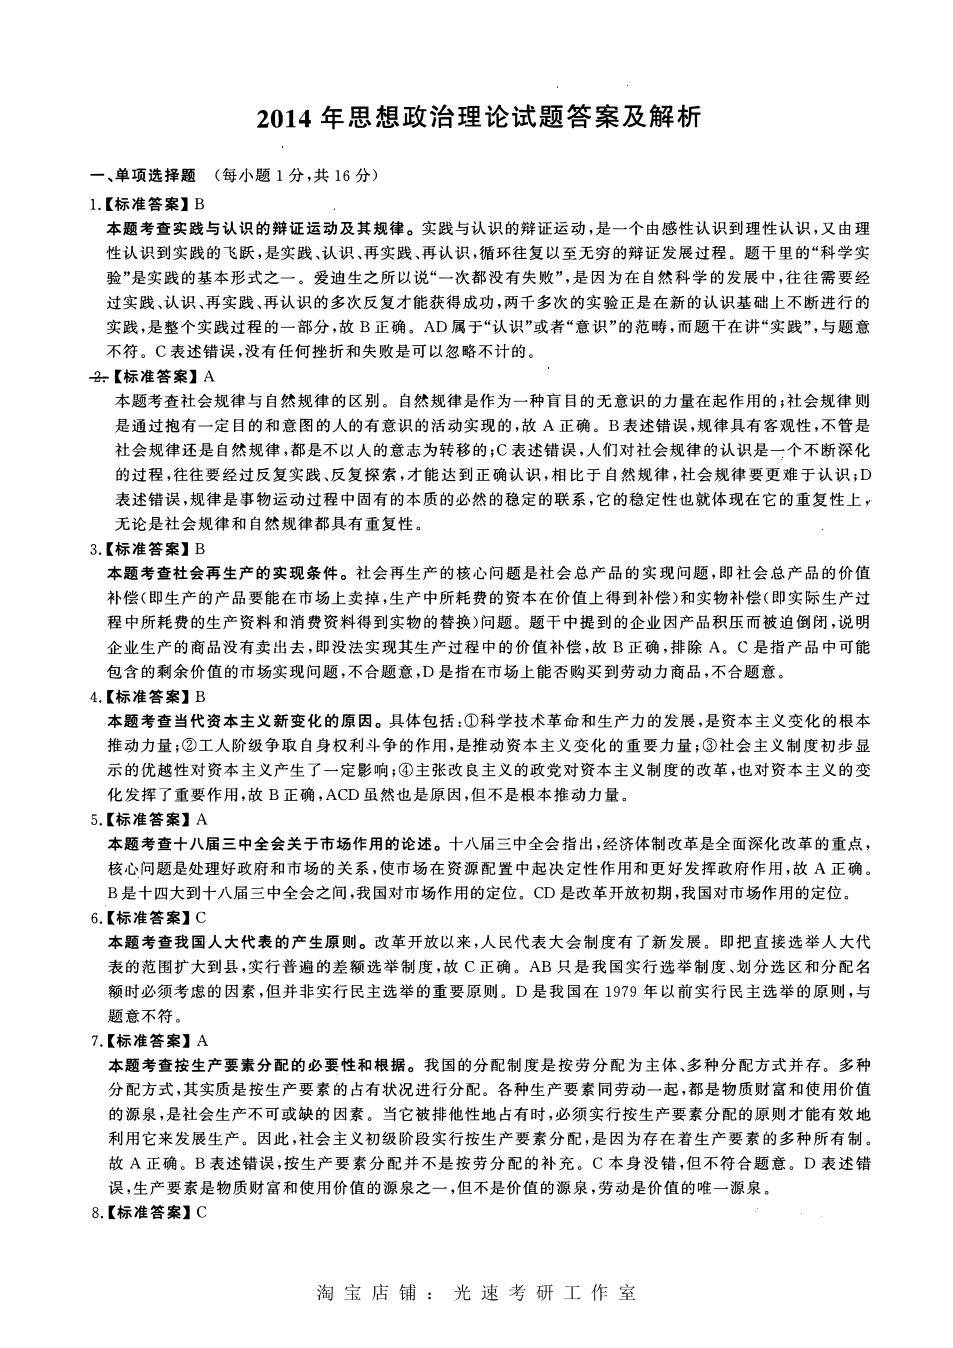 2014 年思想政治理论试题答案及解析
一、单项选择题 （每小题 1 分,共 16 分）
1.【标准答案】B
本题考查实践与认识的辩证运动及其规律。实践与认识的辩证运动,是一个由感性认识到理性认识,又由理
性认识到实践的飞跃,是实践、认识、再实践、再认识,循环往复以至无穷的辩证发展过程。题干里的“科学实
验”是实践的基本形式之一。爱迪生之所以说“一次都没有失败”,是因为在自然科学的发展中,往往需要经
过实践、认识、再实践、再认识的多次反复才能获得成功,两千多次的实验正是在新的认识基础上不断进行的
实践,是整个实践过程的一部分,故 B 正确。AD 属于“认识”或者“意识”的范畴,而题干在讲“实践”,与题意
不符。C 表述错误,没有任何挫折和失败是可以忽略不计的。
2.【标准答案】A
本题考查社会规律与自然规律的区别。自然规律是作为一种盲目的无意识的力量在起作用的;社会规律则
是通过抱有一定目的和意图的人的有意识的活动实现的,故 A 正确。B 表述错误,规律具有客观性,不管是
社会规律还是自然规律,都是不以人的意志为转移的;C 表述错误,人们对社会规律的认识是一个不断深化
的过程,往往要经过反复实践、反复探索,才能达到正确认识,相比于自然规律,社会规律要更难于认识;D
表述错误,规律是事物运动过程中固有的本质的必然的稳定的联系,它的稳定性也就体现在它的重复性上,
无论是社会规律和自然规律都具有重复性。
3.【标准答案】B
本题考查社会再生产的实现条件。社会再生产的核心问题是社会总产品的实现问题,即社会总产品的价值
补偿(即生产的产品要能在市场上卖掉,生产中所耗费的资本在价值上得到补偿)和实物补偿(即实际生产过
程中所耗费的生产资料和消费资料得到实物的替换)问题。题干中提到的企业因产品积压而被迫倒闭,说明
企业生产的商品没有卖出去,即没法实现其生产过程中的价值补偿,故 B 正确,排除 A。C 是指产品中可能
包含的剩余价值的市场实现问题,不合题意,D 是指在市场上能否购买到劳动力商品,不合题意。
4.【标准答案】B
本题考查当代资本主义新变化的原因。具体包括:①科学技术革命和生产力的发展,是资本主义变化的根本
推动力量;②工人阶级争取自身权利斗争的作用,是推动资本主义变化的重要力量;③社会主义制度初步显
示的优越性对资本主义产生了一定影响;④主张改良主义的政党对资本主义制度的改革,也对资本主义的变
化发挥了重要作用,故 B 正确,ACD 虽然也是原因,但不是根本推动力量。
5.【标准答案】A
本题考查十八届三中全会关于市场作用的论述。十八届三中全会指出,经济体制改革是全面深化改革的重点,
核心问题是处理好政府和市场的关系,使市场在资源配置中起决定性作用和更好发挥政府作用,故 A 正确。
B 是十四大到十八届三中全会之间,我国对市场作用的定位。CD 是改革开放初期,我国对市场作用的定位。
6.【标准答案】C
本题考查我国人大代表的产生原则。改革开放以来,人民代表大会制度有了新发展。即把直接选举人大代
表的范围扩大到县,实行普遍的差额选举制度,故 C 正确。AB 只是我国实行选举制度、划分选区和分配名
额时必须考虑的因素,但并非实行民主选举的重要原则。D 是我国在 1979 年以前实行民主选举的原则,与
题意不符。
7.【标准答案】A
本题考查按生产要素分配的必要性和根据。我国的分配制度是按劳分配为主体、多种分配方式并存。多种
分配方式,其实质是按生产要素的占有状况进行分配。各种生产要素同劳动一起,都是物质财富和使用价值
的源泉,是社会生产不可或缺的因素。当它被排他性地占有时,必须实行按生产要素分配的原则才能有效地
利用它来发展生产。因此,社会主义初级阶段实行按生产要素分配,是因为存在着生产要素的多种所有制。
故 A 正确。B 表述错误,按生产要素分配并不是按劳分配的补充。C 本身没错,但不符合题意。D 表述错
误,生产要素是物质财富和使用价值的源泉之一,但不是价值的源泉,劳动是价值的唯一源泉。
8.【标准答案】C
淘宝店铺：光速考研工作室